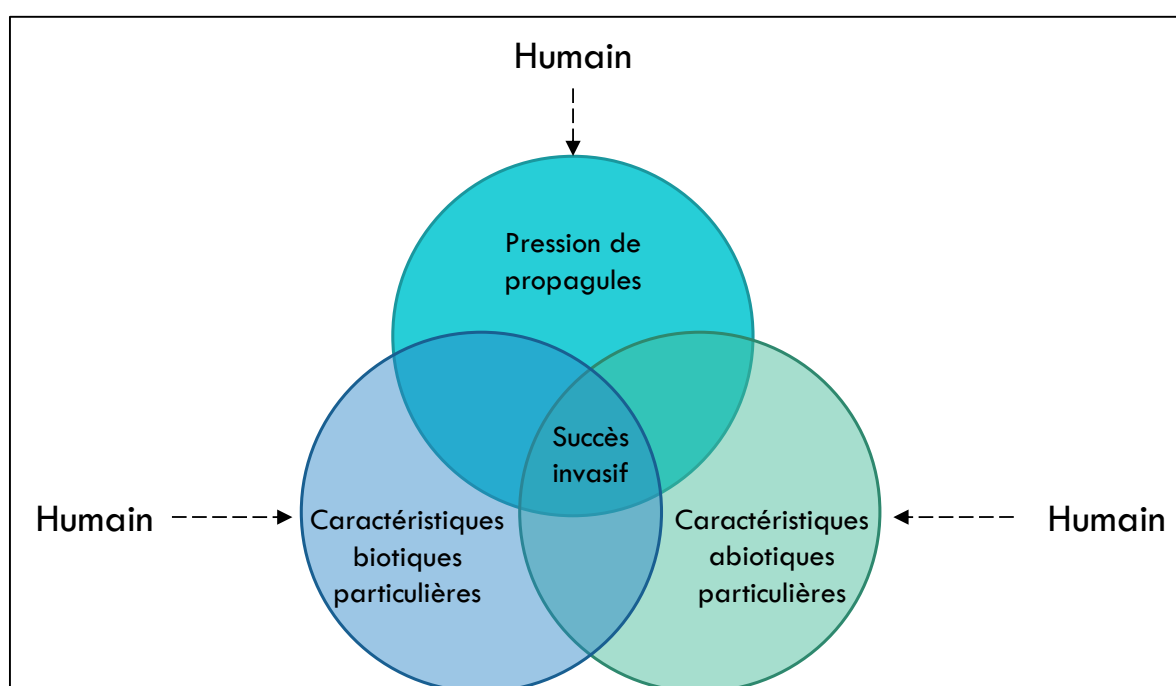 Humain
Pression de
propagules
Succès
invasif
Humain
Caractéristiques
biotiques
particulières
Caractéristiques
abiotiques
particulières
Humain